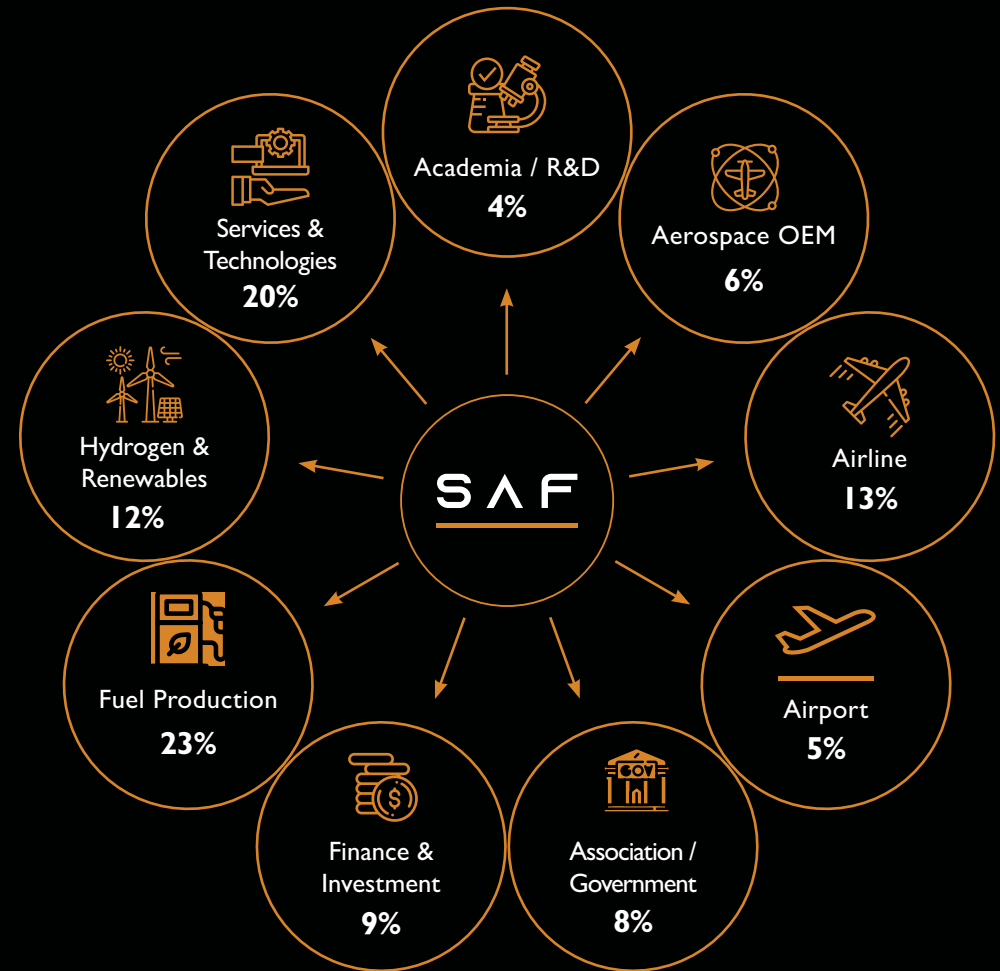 Academia / R&D
4%
Aerospace OEM
6%
Airline
13%
Airport
5%
GOV
Association /
Government
8%
$
Finance &
Investment
9%
Fuel Production
23%
Hydrogen &
Renewables
12%
Services &
Technologies
20%
SAF